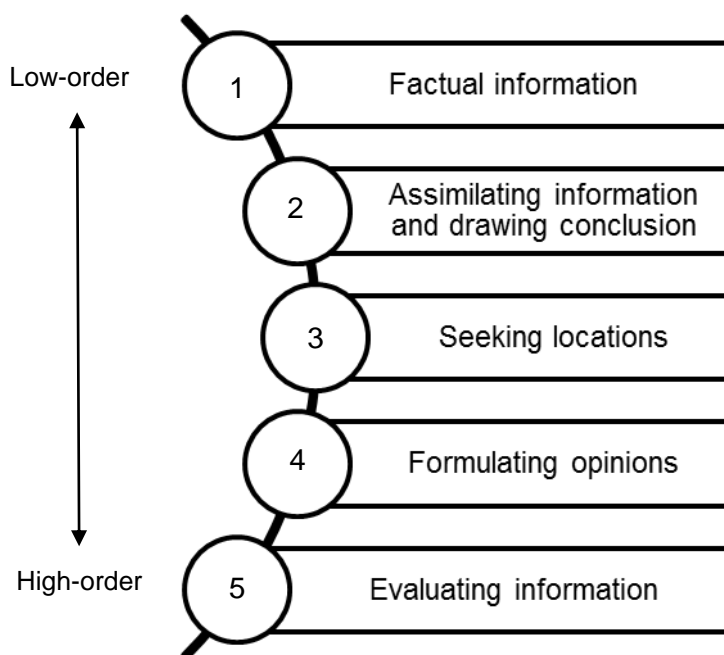 Low-order
1
Factual information
2
Assimilating information
and drawing conclusion
3
Seeking locations
4
Formulating opinions
High-order
5
Evaluating information